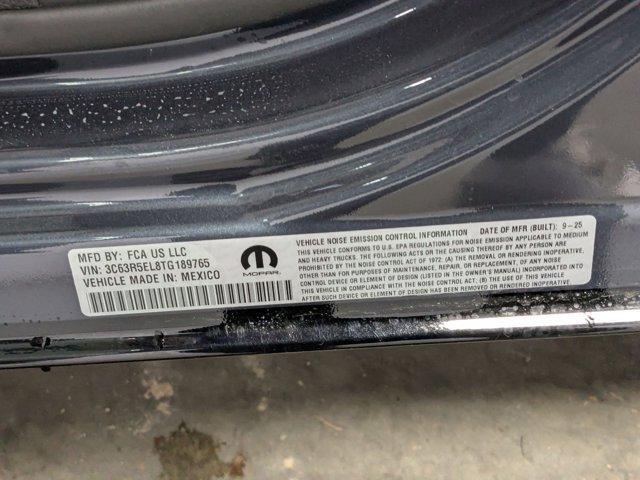 MFD BY: FCA US LLC
VIN: 3C63R5EL8TG189765
VEHICLE MADE IN: MEXICO
MOPAR
VEHICLE NOISE EMISSION CONTROL INFORMATION DATE OF MFR (BUILT): 9-25
THIS VEHICLE CONFORMS TO U.S. EPA REGULATIONS FOR NOISE EMISSION APPLICABLE TO MEDIUM
AND HEAVY TRUCKS. THE FOLLOWING ACTS OR THE CAUSING THEREOF BY ANY PERSON ARE
PROHIBITED BY THE NOISE CONTROL ACT OF 1972. (A) THE REMOVAL OR RENDERING INOPERATIVE,
OTHER THAN FOR PURPOSES OF MAINTENANCE, REPAIR, OR REPLACEMENT, OF ANY NOISE
CONTROL DEVICE OR ELEMENT OF DESIGN (LISTED IN THE OWNER'S MANUAL) INCORPORATED INTO
THIS VEHICLE IN COMPLIANCE WITH THE NOISE CONTROL ACT; (B) THE USE OF THIS VEHICLE
AFTER SUCH DEVICE OR ELEMENT OF DESIGN HAS BEEN REMOVED OR RENDERED INOPERATIVE.